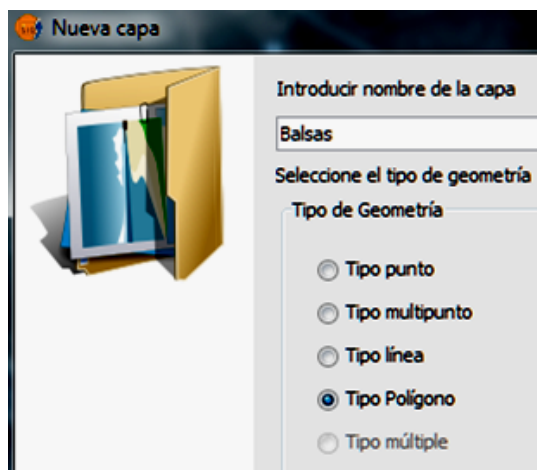 Nueva capa
Introducir nombre de la capa
Balsas
Seleccione el tipo de geometría
Tipo de Geometría
Tipo punto
Tipo multipunto
Tipo línea
Tipo Polígono
Tipo múltiple